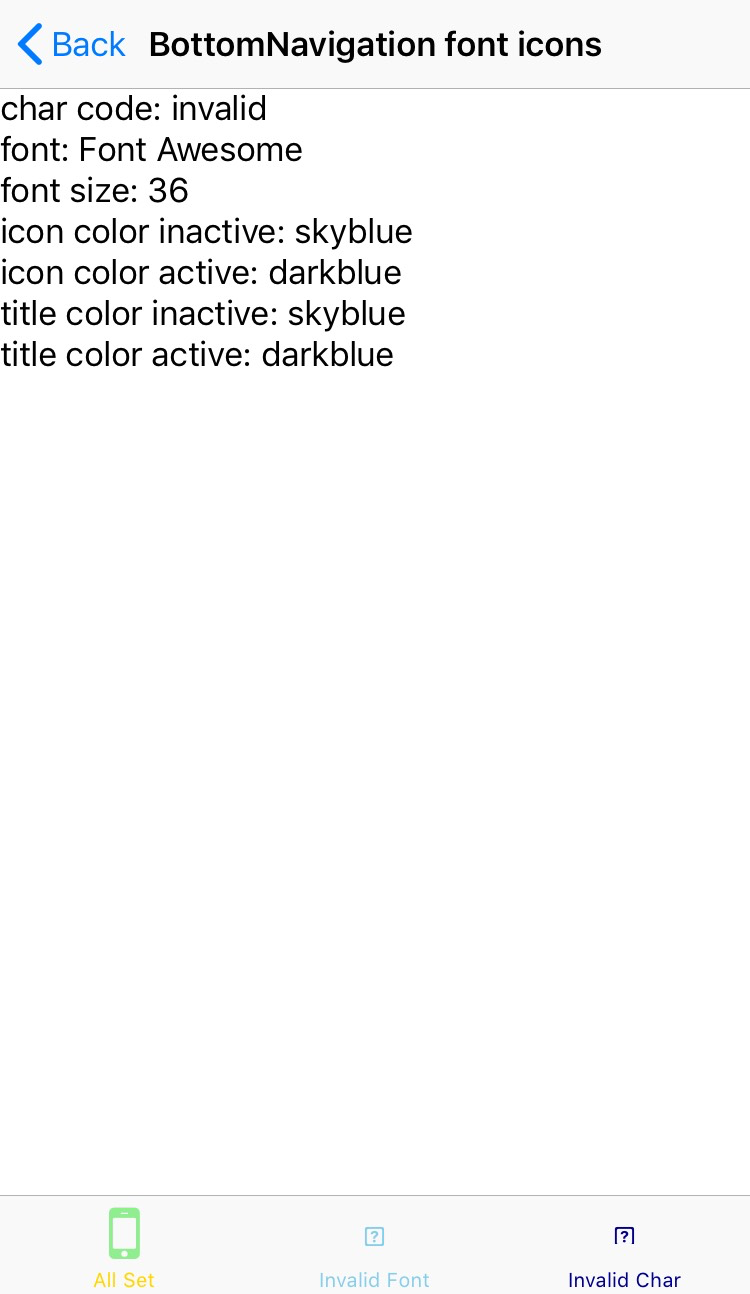 Back BottomNavigation font icons
char code: invalid
font: Font Awesome
font size: 36
icon color inactive: skyblue
icon color active: darkblue
title color inactive: skyblue
title color active: darkblue
? ?
All Set Invalid Font Invalid Char